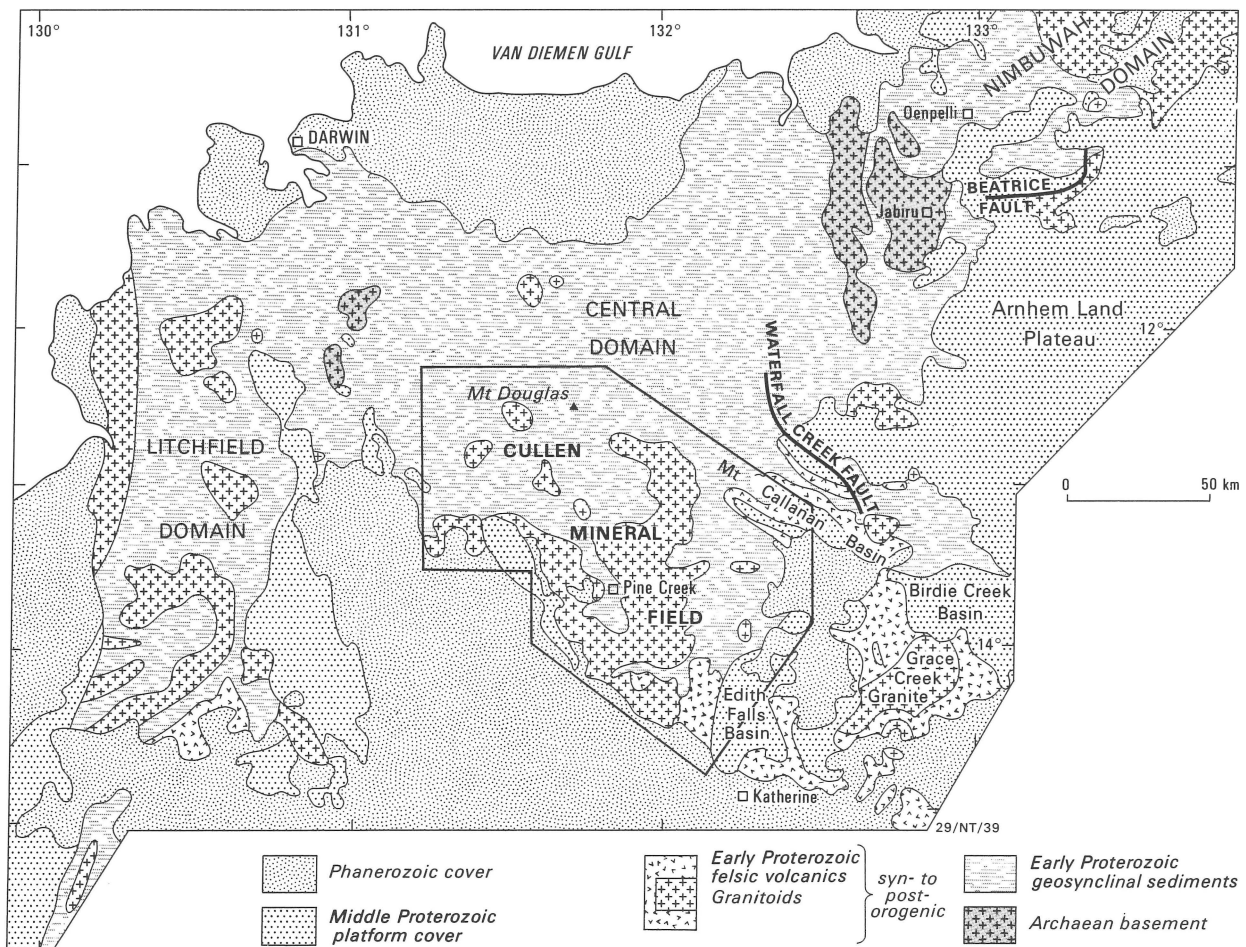 130°
131°
132°
133°
VAN DIEMEN GULF
NIMBUWAH
DOMAIN
Oenpelli
DARWIN
BEATRICE
FAULT
Jabiru
CENTRAL
DOMAIN
Arnhem Land
Plateau
12°
WATERFALL CREEK FAULT
Mt Douglas
LITCHFIELD
DOMAIN
CULLEN
MINERAL
FIELD
Mt
Callanan
Basin
0 50 km
Pine Creek
Birdie Creek
Basin
14°
Grace
Creek
Granite
Edith
Falls
Basin
Katherine
29/NT/39
Phanerozoic cover
Middle Proterozoic
platform cover
Early Proterozoic
felsic volcanics
Granitoids
syn- to
post-
orogenic
Early Proterozoic
geosynclinal sediments
Archaean basement